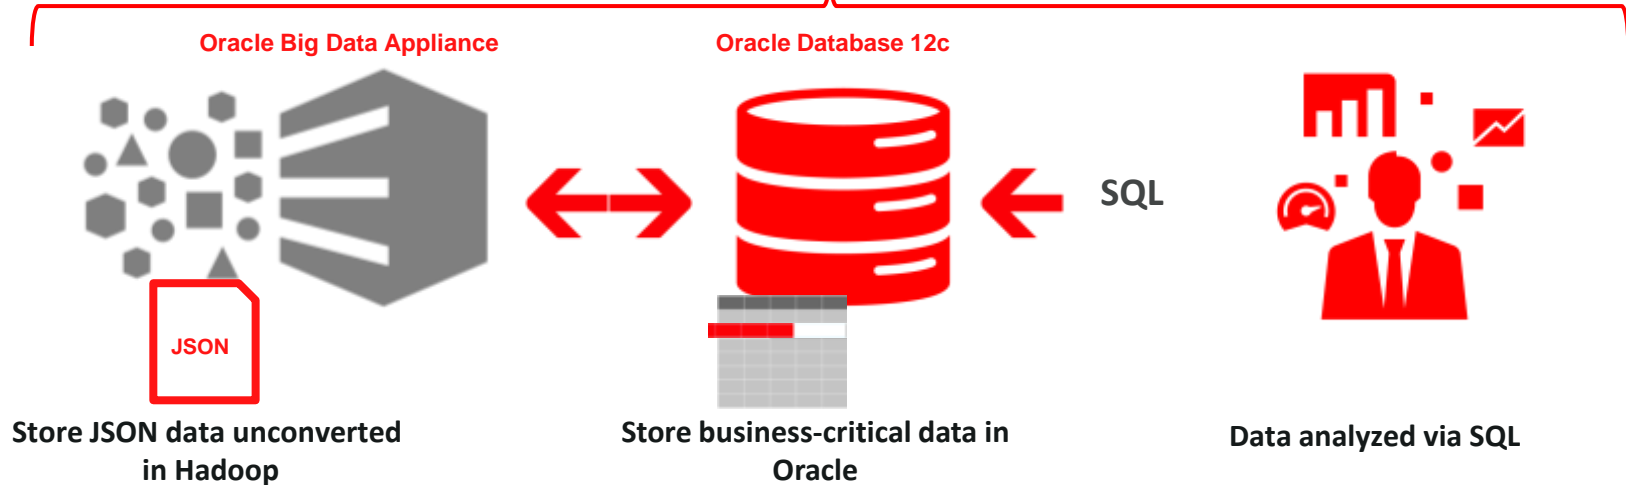 Oracle Big Data Appliance
Oracle Database 12c
SQL
JSON
Store JSON data unconverted
in Hadoop
Store business-critical data in
Oracle
Data analyzed via SQL